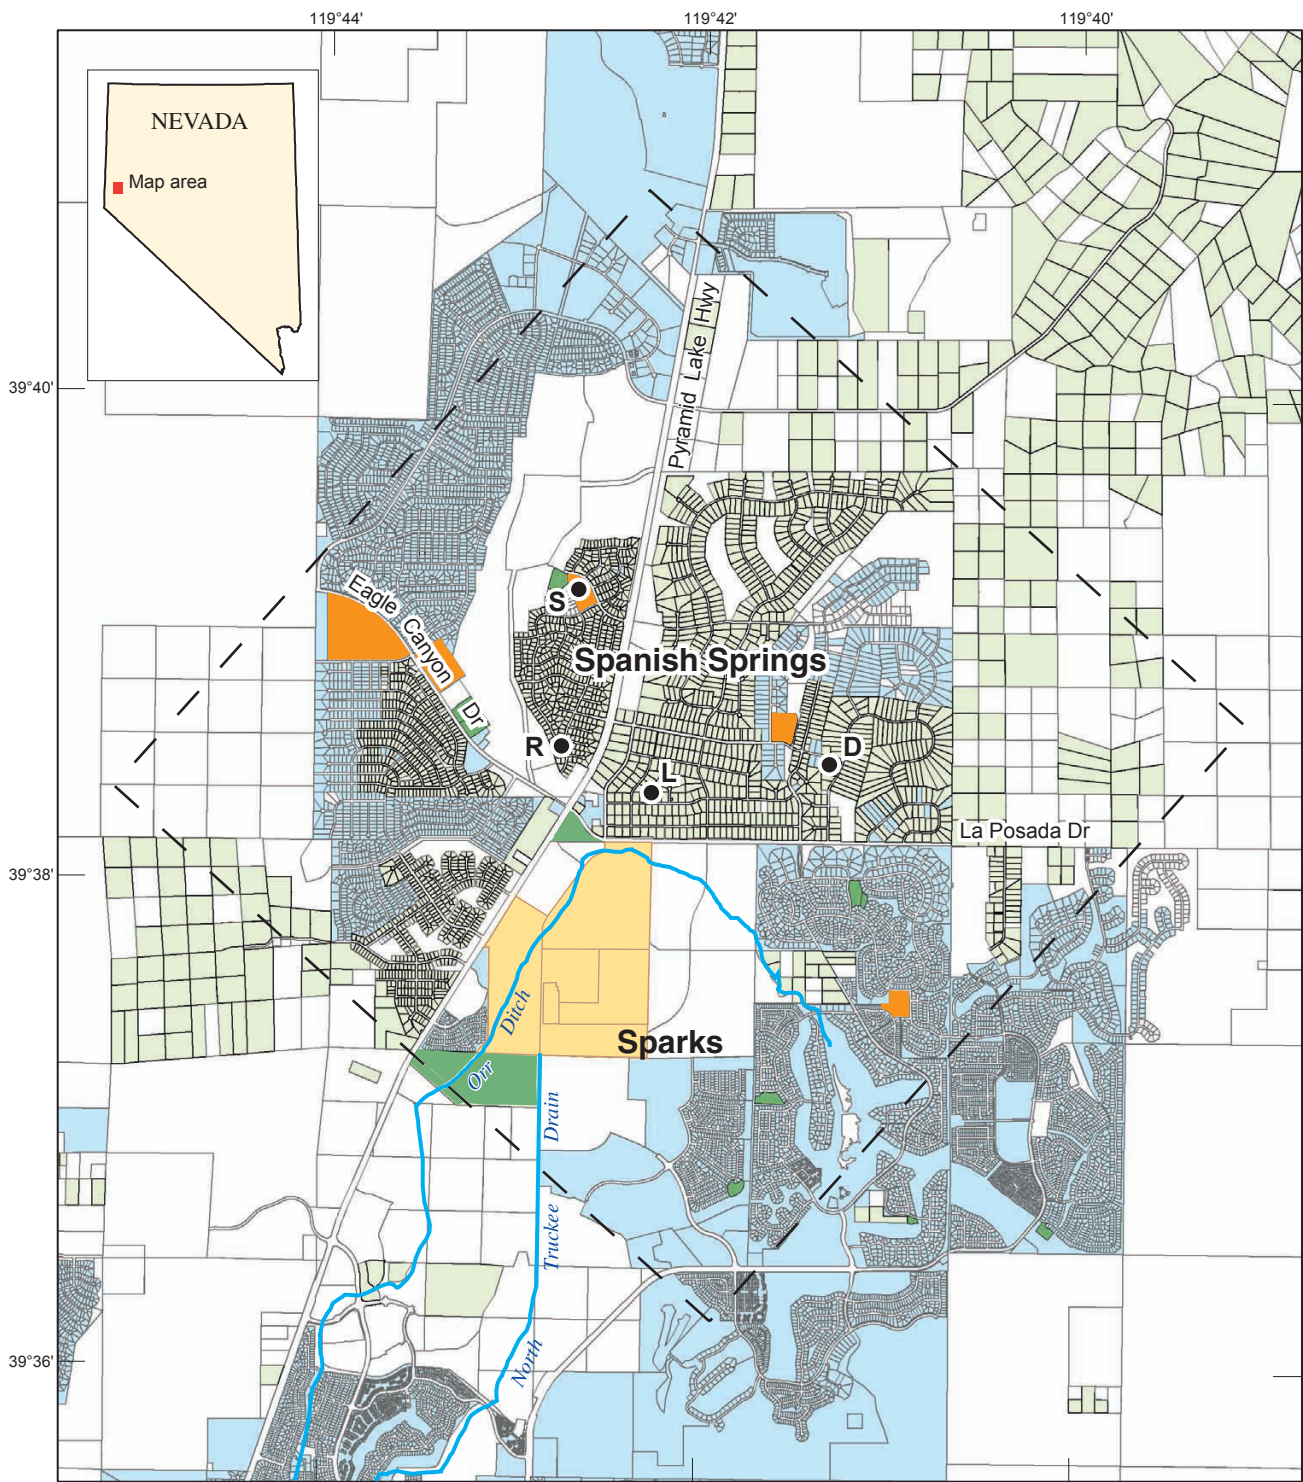 119°44' 119°42' 119°40'
NEVADA
Map area
Pyramid Lake Hwy
39°40'
Eagle Canyon Dr
S
Spanish Springs
R
D
L
La Posada Dr
39°38'
Orr Ditch
Sparks
North Truckee Drain
39°36'